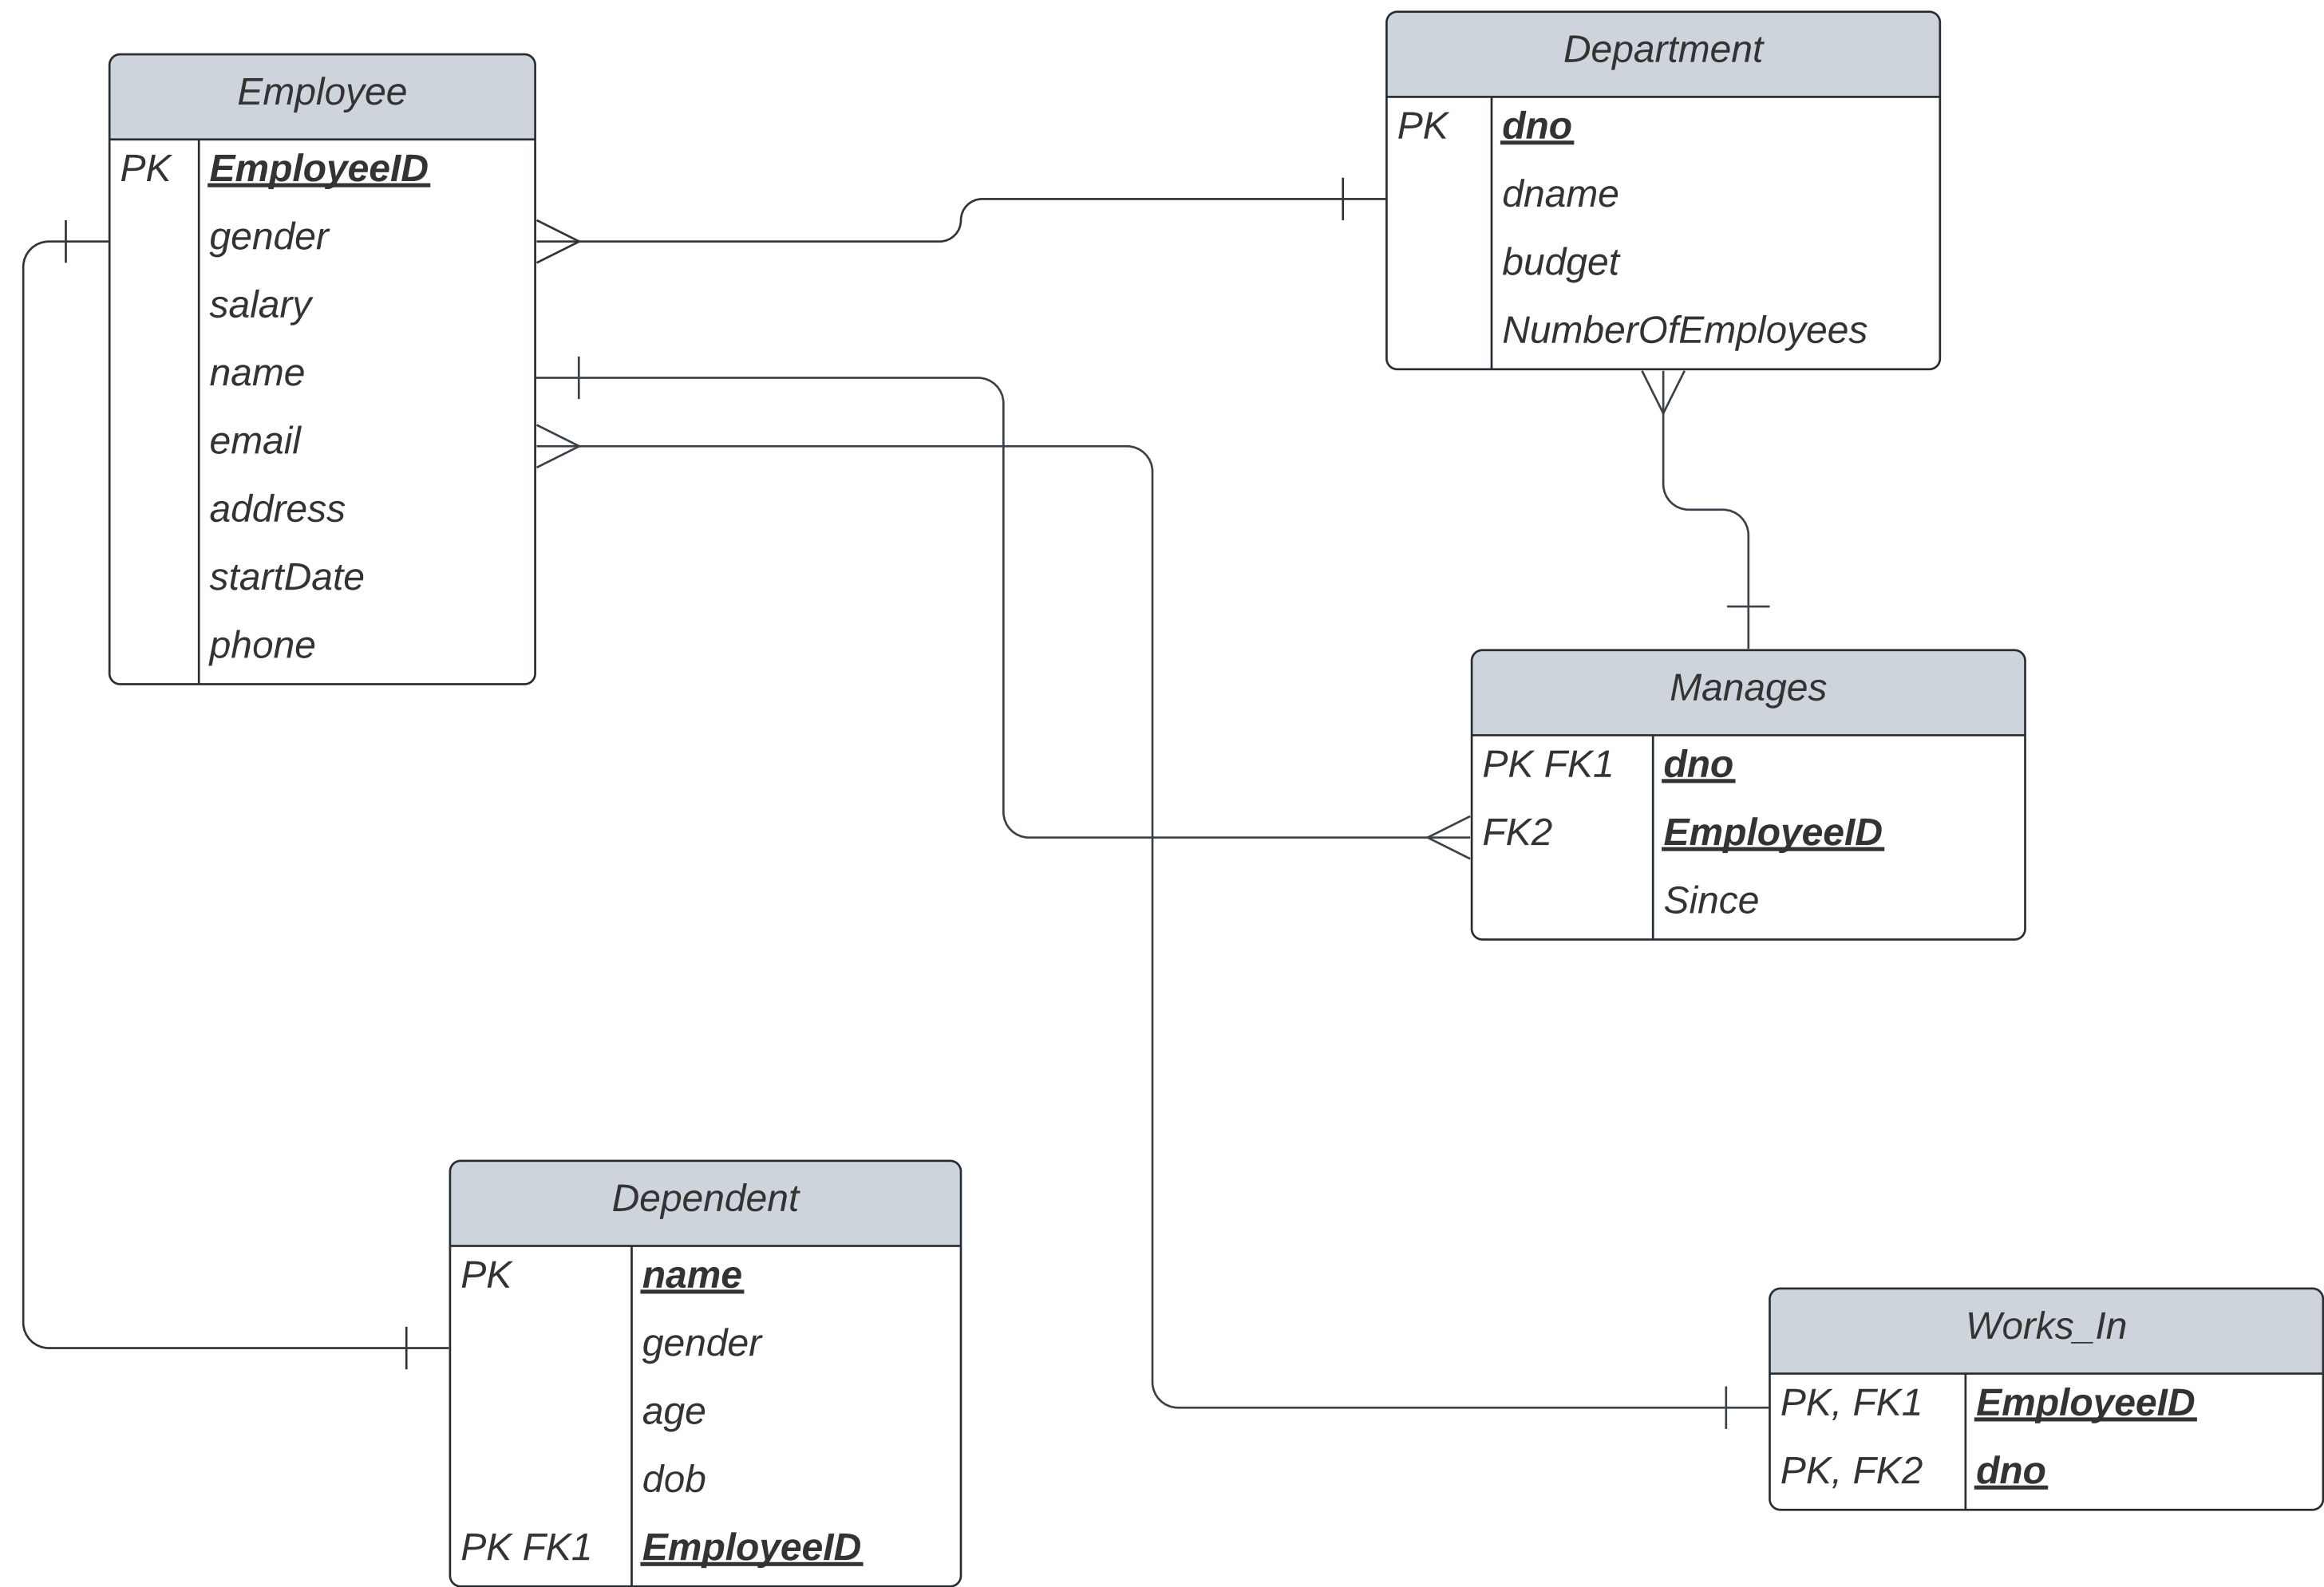 Employee
PK EmployeeID
gender
salary
name
email
address
startDate
phone
Department
PK dno
dname
budget
NumberOfEmployees
Manages
PK FK1 dno
FK2 EmployeeID
Since
Dependent
PK name
gender
age
dob
PK FK1 EmployeeID
Works_In
PK, FK1 EmployeeID
PK, FK2 dno